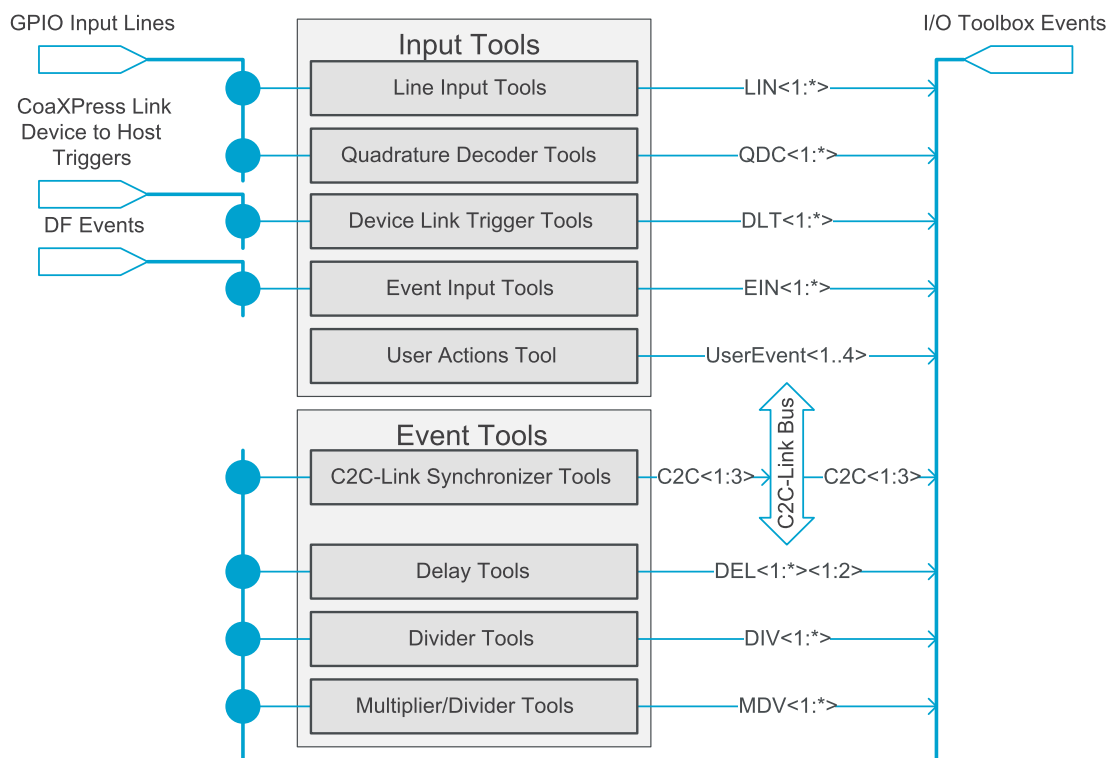 GPIO Input Lines
I/O Toolbox Events
Input Tools
Line Input Tools
LIN<1:*>
CoaXPress Link
Device to Host
Triggers
Quadrature Decoder Tools
QDC<1:*>
Device Link Trigger Tools
DLT<1:*>
DF Events
Event Input Tools
EIN<1:*>
User Actions Tool
UserEvent<1..4>
Event Tools
C2C-Link Synchronizer Tools
C2C<1:3>
C2C-Link Bus
C2C<1:3>
Delay Tools
DEL<1:*><1:2>
Divider Tools
DIV<1:*>
Multiplier/Divider Tools
MDV<1:*>